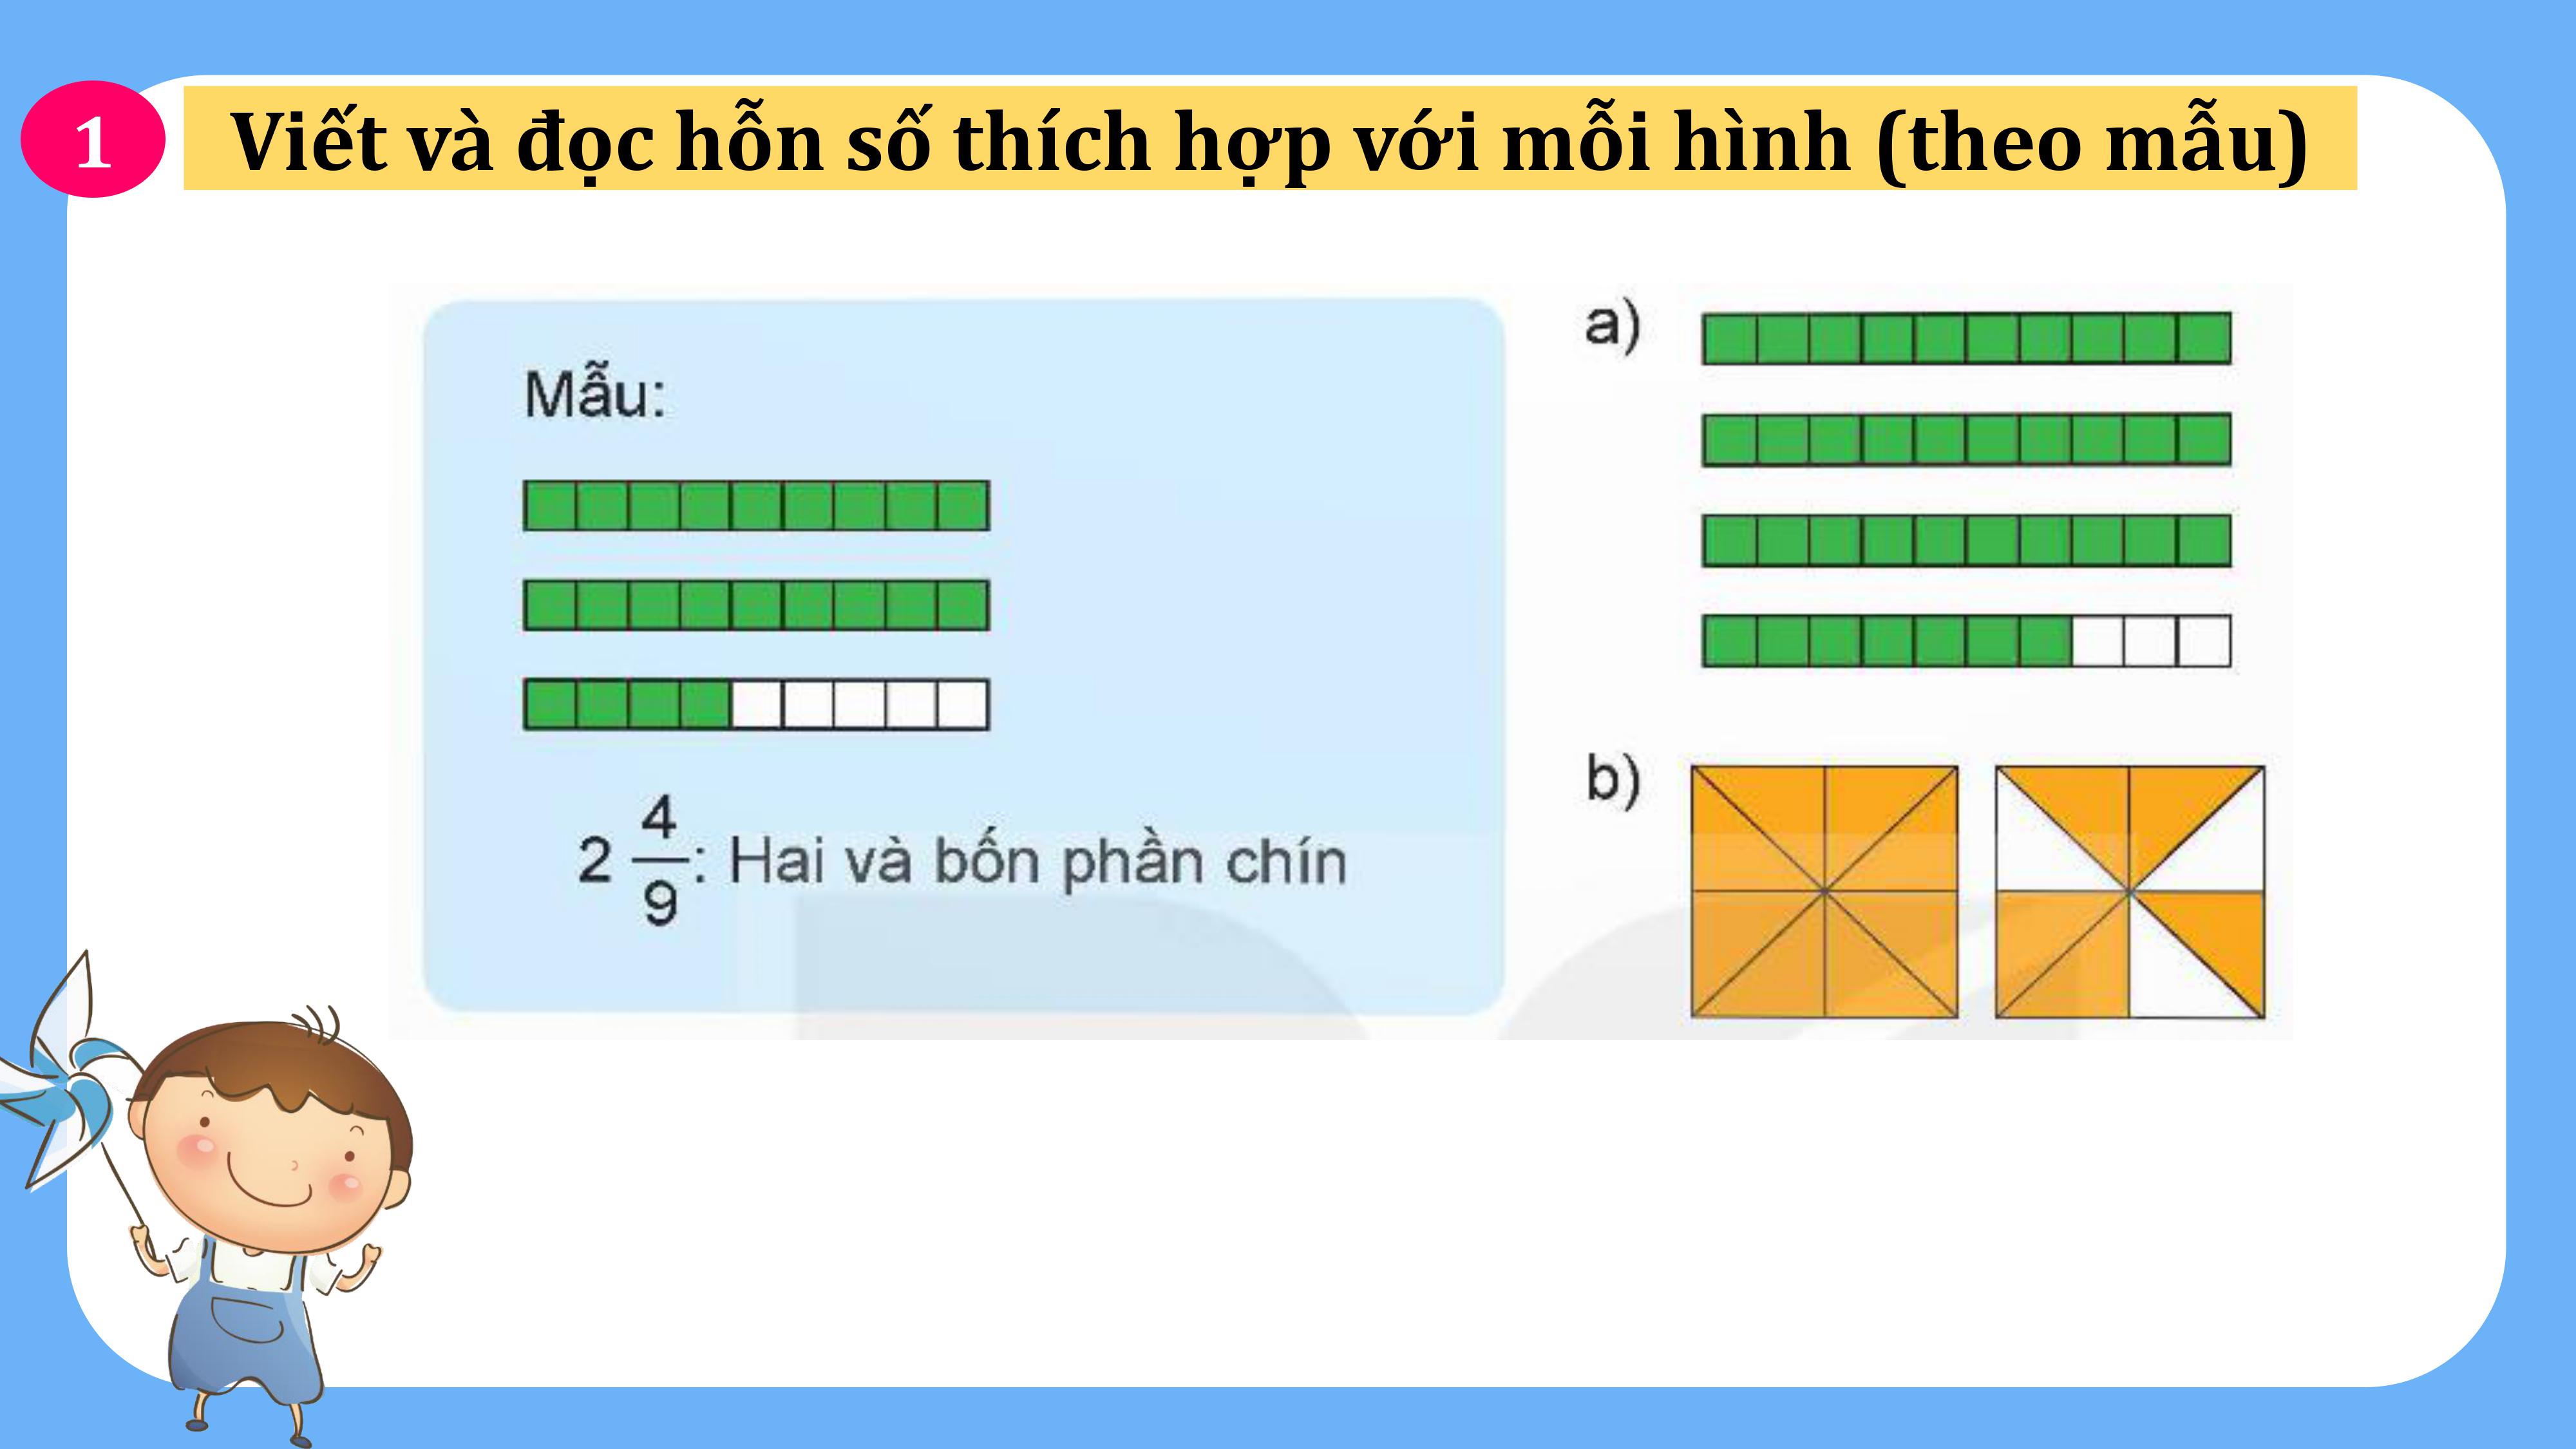 1
Viết và đọc hỗn số thích hợp với mỗi hình (theo mẫu)
Mẫu:
2 4/9: Hai và bốn phần chín
a)
b)